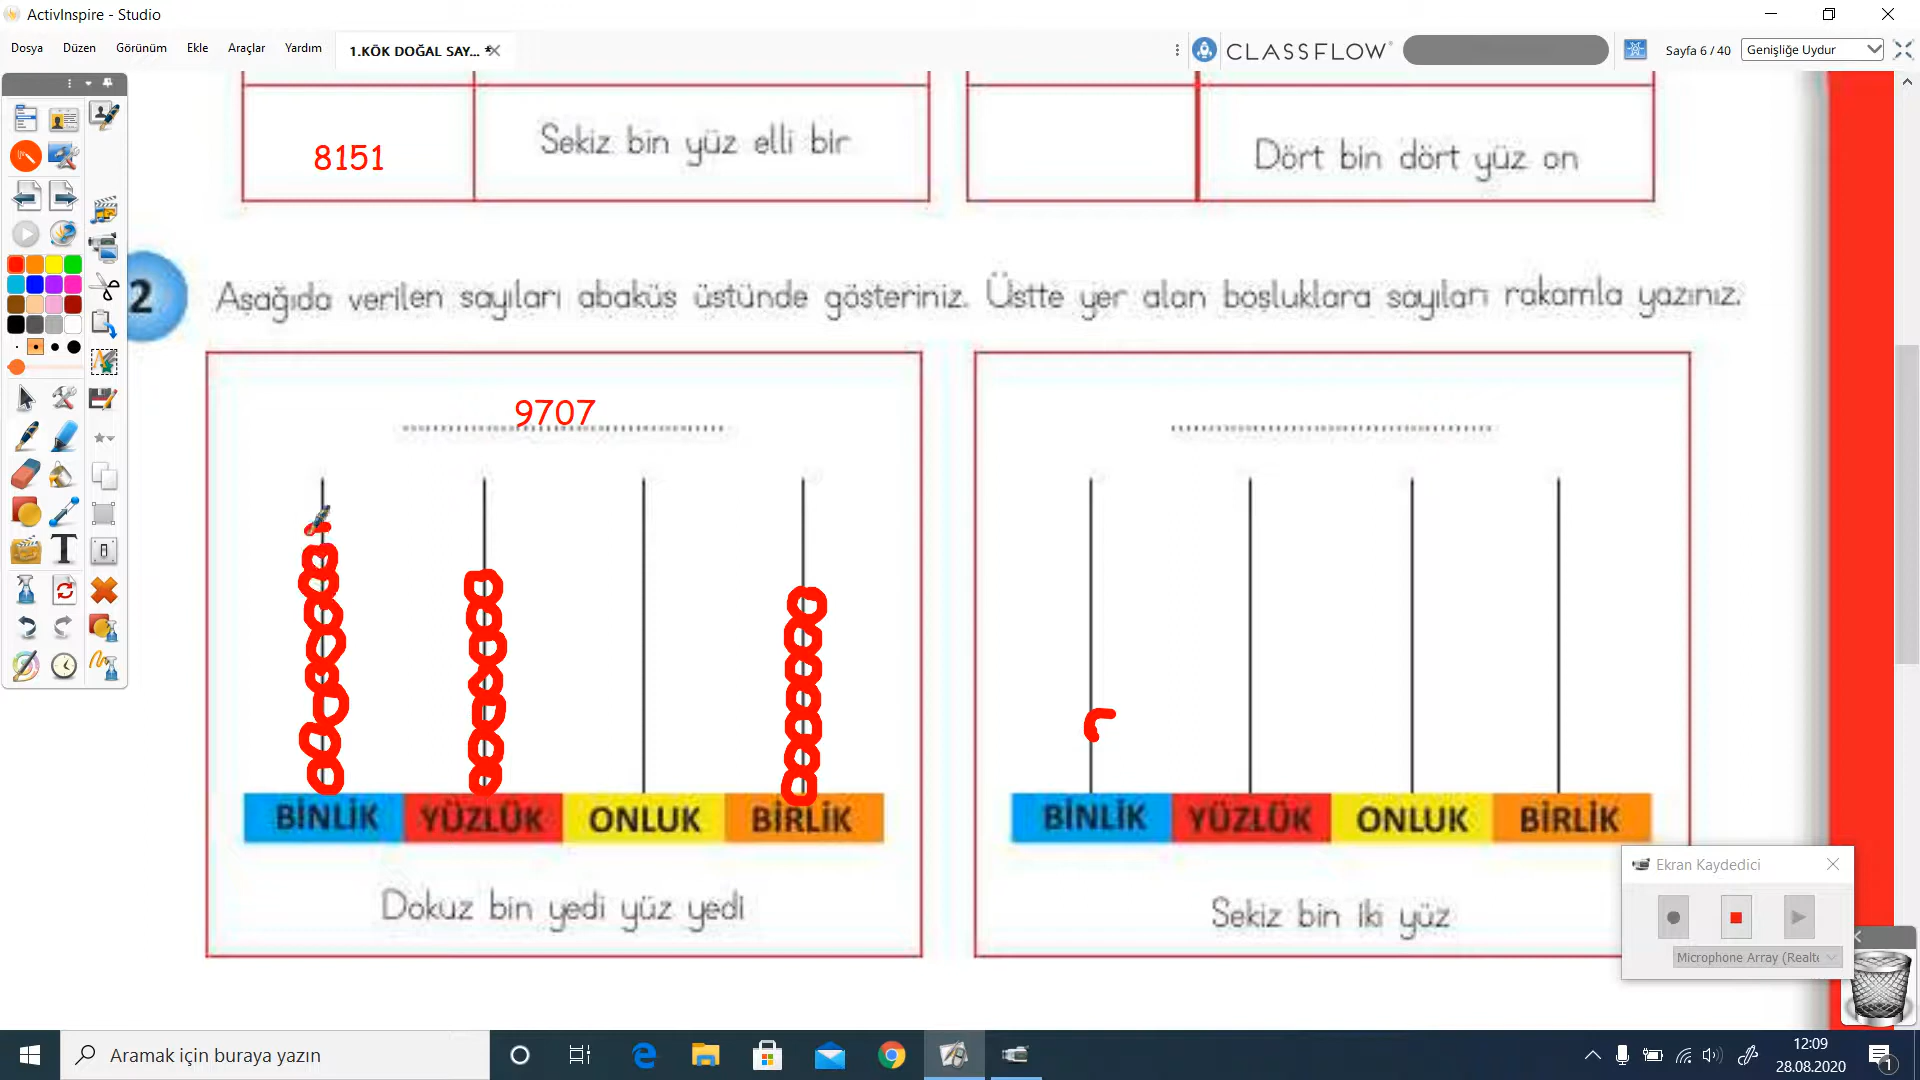 ActivInspire - Studio
Dosya Düzen Görünüm Ekle Araçlar Yardım
1.KÖK DOĞAL SAY... *
CLASSFLOW
Sayfa 6 / 40
Genişliğe Uydur
8151
Sekiz bin yüz elli bir
Dört bin dört yüz on
2
Aşağıda verilen sayıları abaküs üstünde gösteriniz. Üstte yer alan boşluklara sayıları rakamla yazınız.
9707
BİNLİK YÜZLÜK ONLUK BİRLİK
Dokuz bin yedi yüz yedi
BİNLİK YÜZLÜK ONLUK BİRLİK
Sekiz bin iki yüz
Ekran Kaydedici
Microphone Array (Realte
Aramak için buraya yazın
12:09
28.08.2020
1